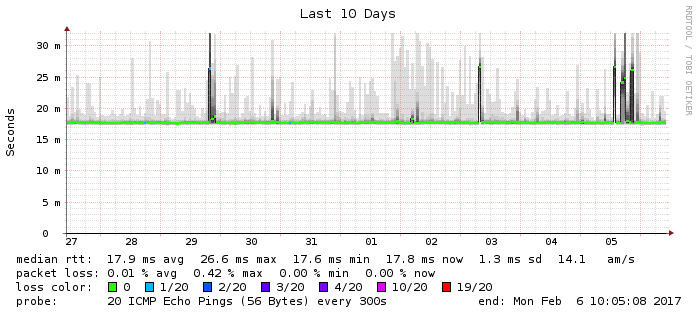 Last 10 Days
RRDTOOL / TOBI OETIKER
Seconds
30 m
25 m
20 m
15 m
10 m
5 m
0
27 28 29 30 31 01 02 03 04 05
median rtt: 17.9 ms avg 26.6 ms max 17.6 ms min 17.8 ms now 1.3 ms sd 14.1 am/s
packet loss: 0.01 % avg 0.42 % max 0.00 % min 0.00 % now
loss color: 0 1/20 2/20 3/20 4/20 10/20 19/20
probe: 20 ICMP Echo Pings (56 Bytes) every 300s end: Mon Feb 6 10:05:08 2017